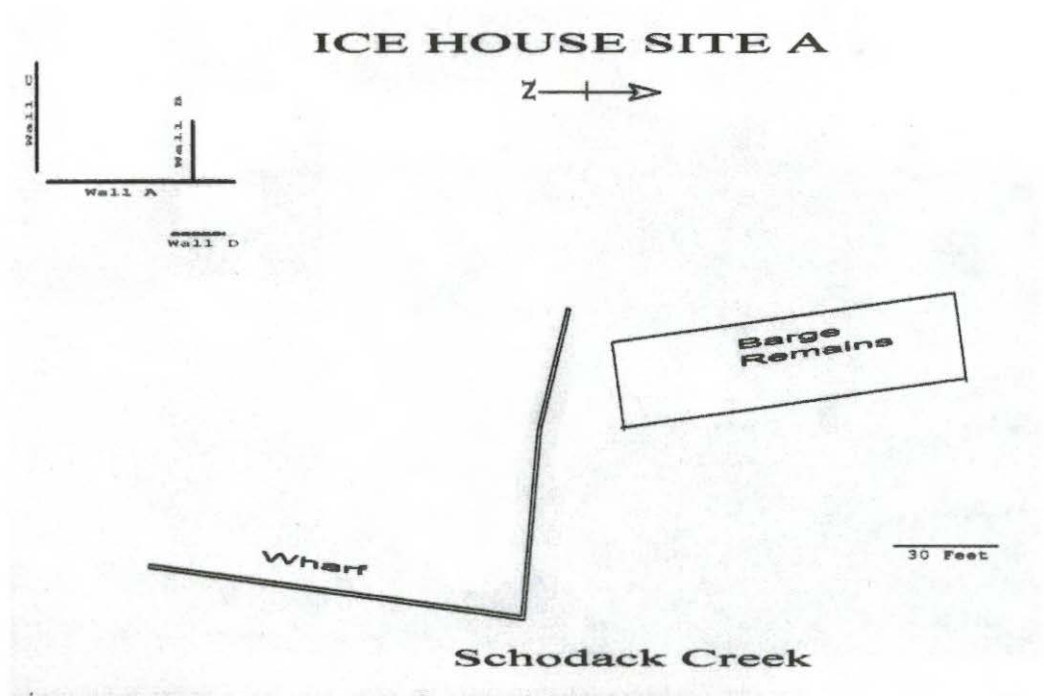 ICE HOUSE SITE A
N
Wall C
Wall B
Wall A
Wall D
Barge
Remains
Wharf
30 Feet
Schodack Creek